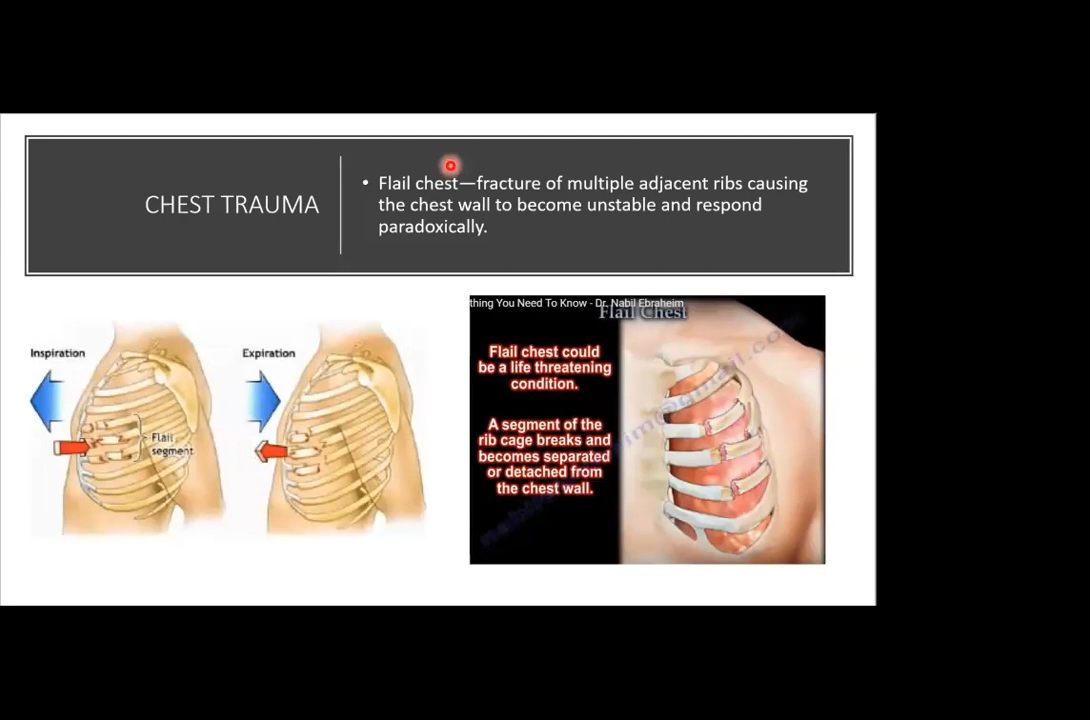 CHEST TRAUMA
• Flail chest—fracture of multiple adjacent ribs causing
the chest wall to become unstable and respond
paradoxically.
Inspiration
Flail
segment
Expiration
thing You Need To Know - Dr. Nabil Ebraheim
Flail Chest
Flail chest could
be a life threatening
condition.
A segment of the
rib cage breaks and
becomes separated
or detached from
the chest wall.